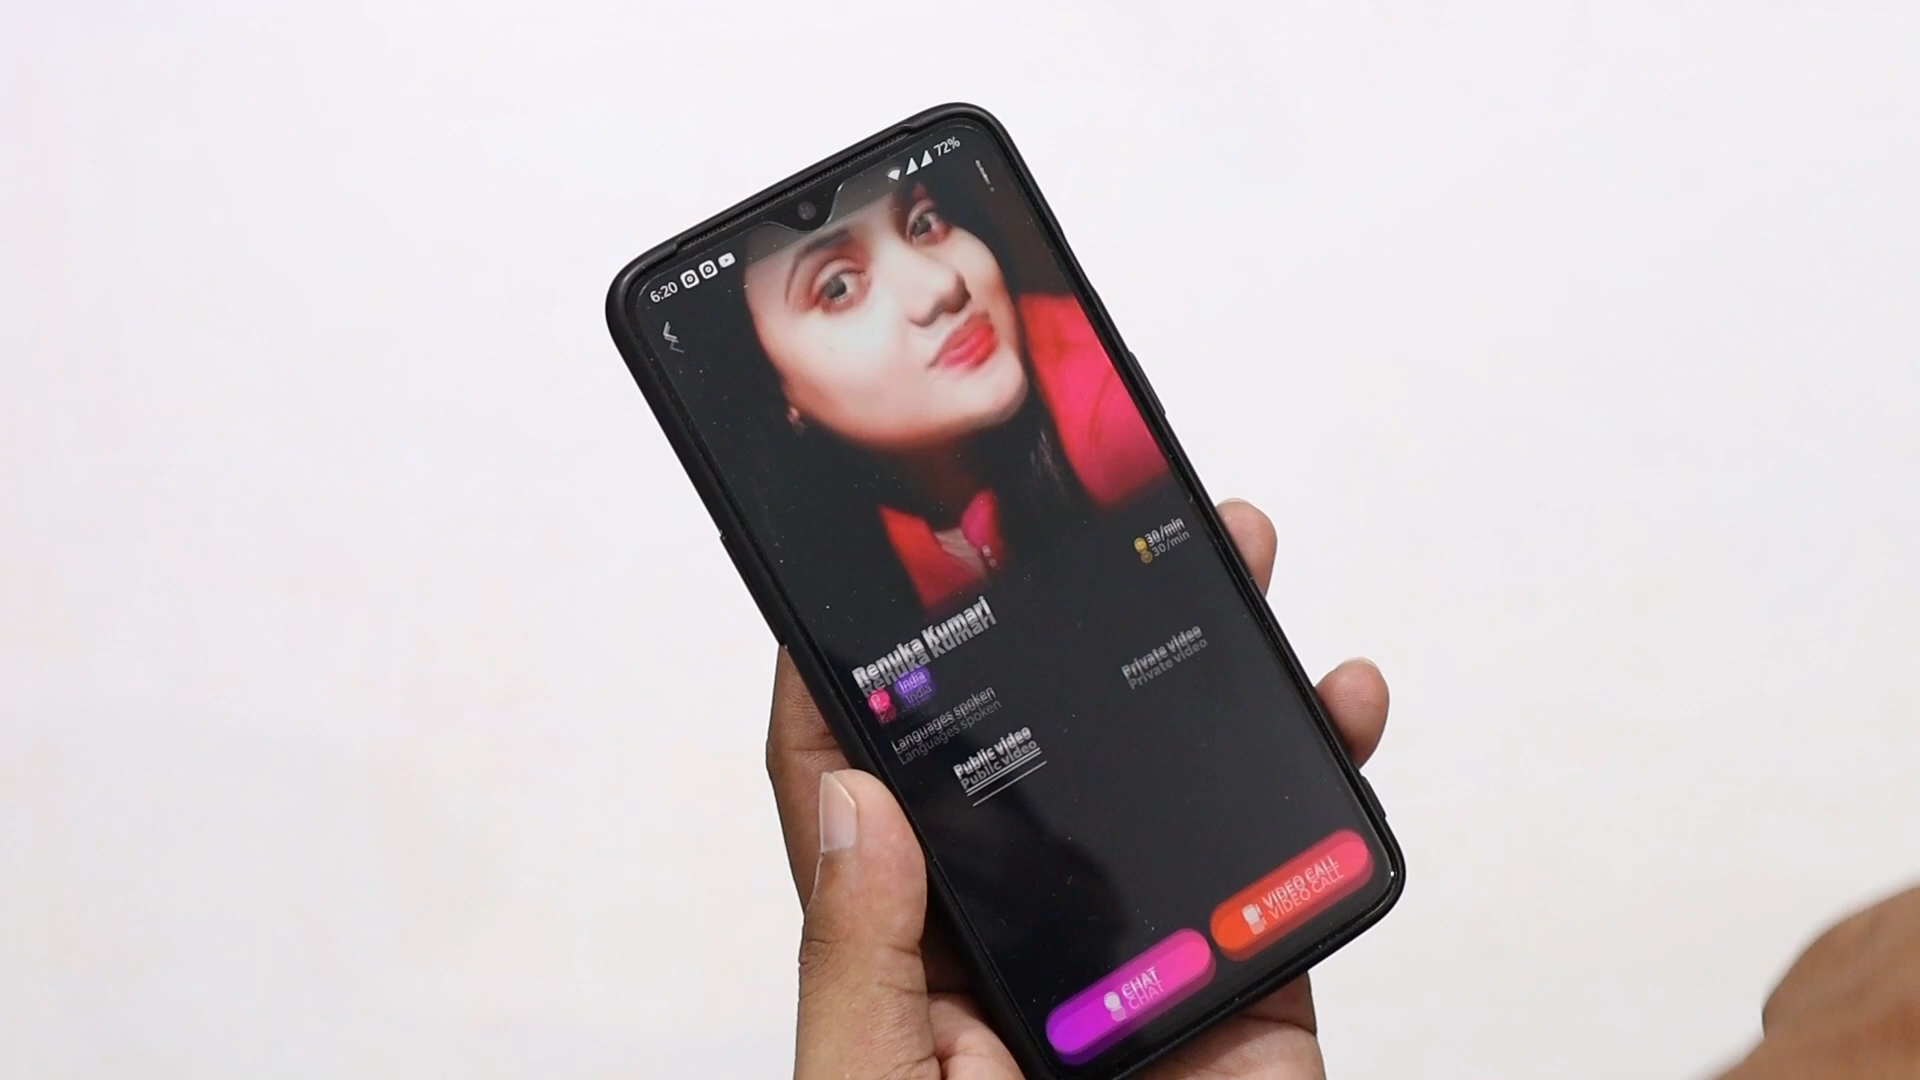 6:20
72%
30/min
Renuka Kumari
India
Languages spoken
Public video
Private video
CHAT
VIDEO CALL